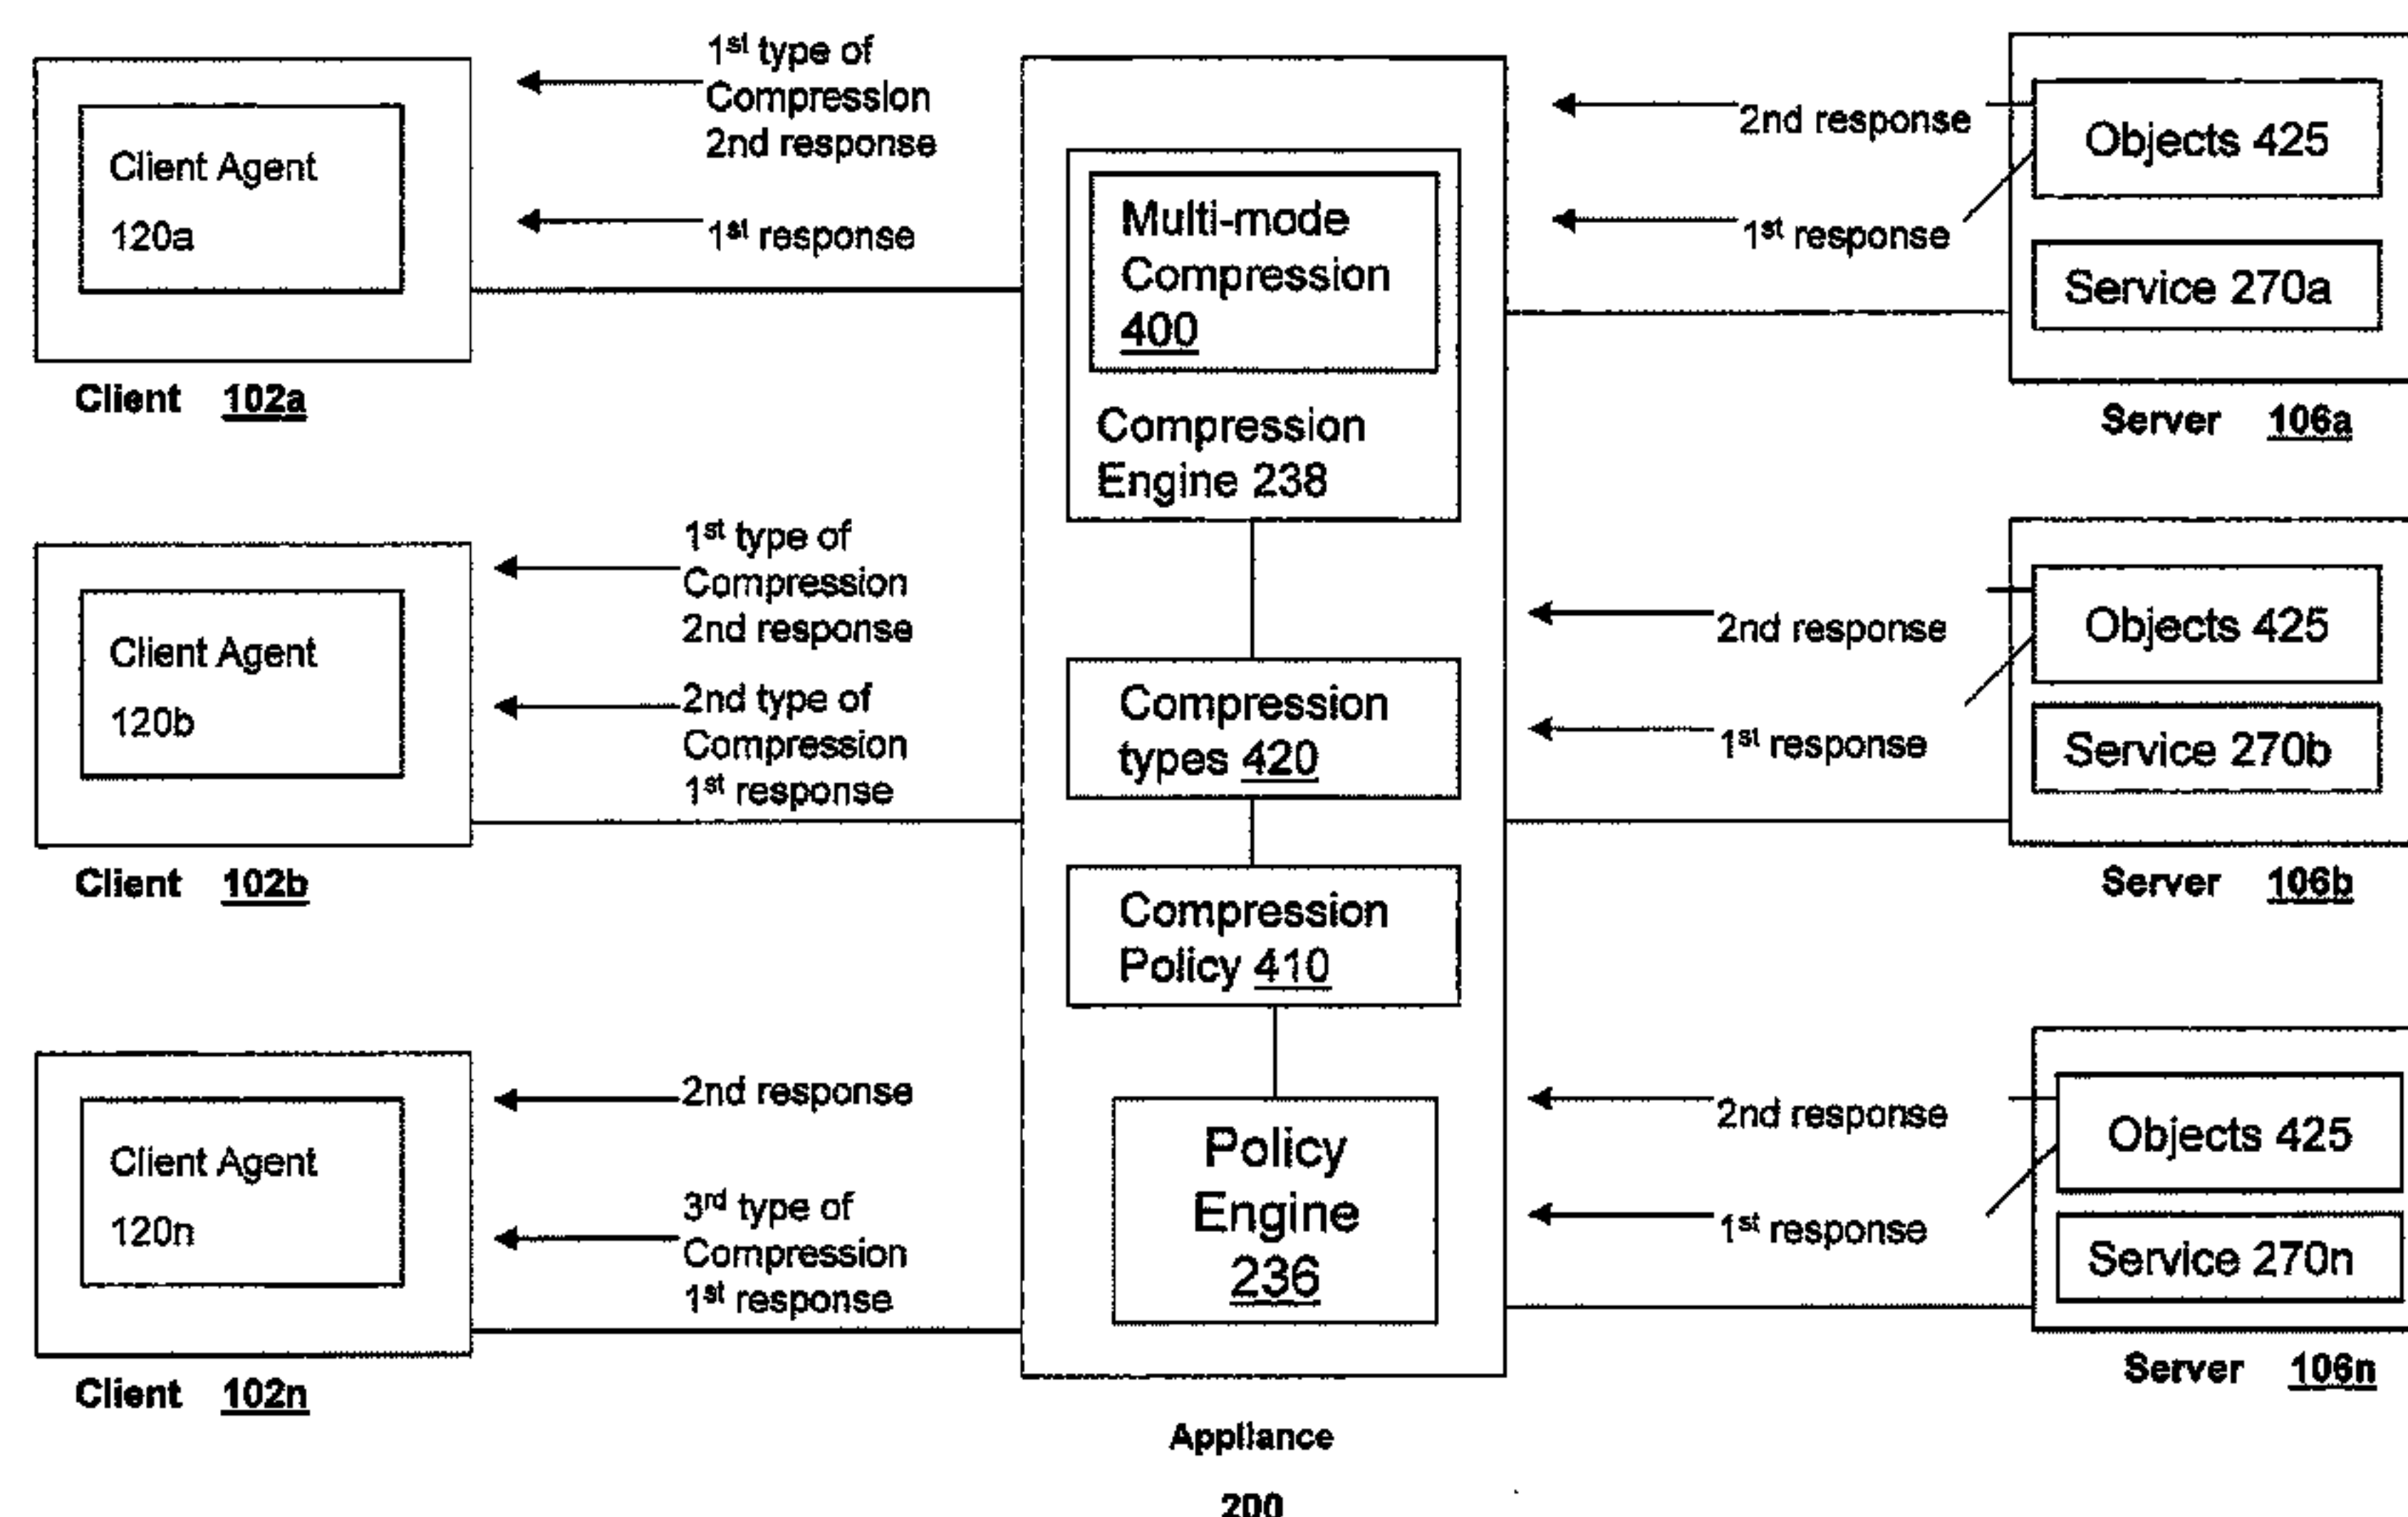 1st type of
Compression
2nd response
1st response
Client Agent
120a
Client 102a
1st type of
Compression
2nd response
2nd type of
Compression
1st response
Client Agent
120b
Client 102b
2nd response
3rd type of
Compression
1st response
Client Agent
120n
Client 102n
Multi-mode
Compression
400
Compression
Engine 238
Compression
types 420
Compression
Policy 410
Policy
Engine
236
Appliance
200
2nd response
1st response
Objects 425
Service 270a
Server 106a
2nd response
1st response
Objects 425
Service 270b
Server 106b
2nd response
1st response
Objects 425
Service 270n
Server 106n